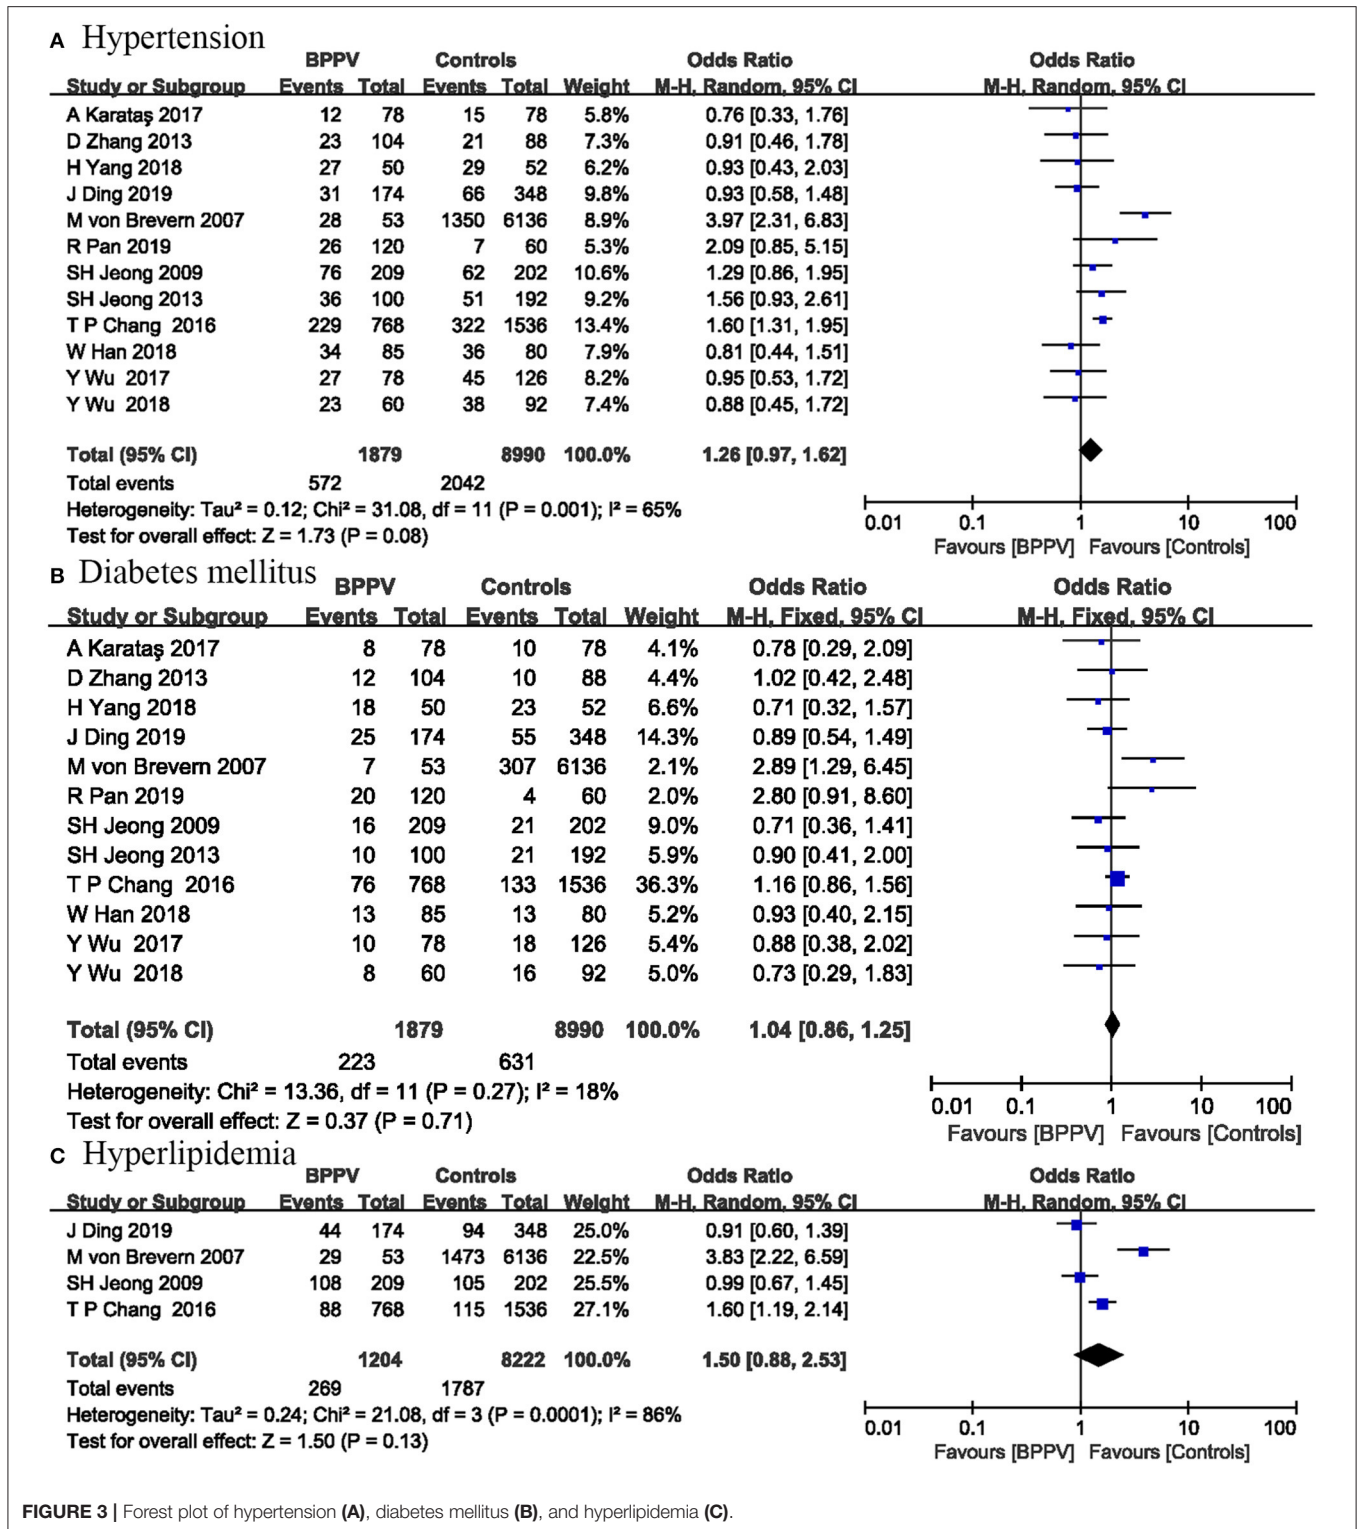 A Hypertension
BPPV Controls Odds Ratio Odds Ratio
Study or Subgroup Events Total Events Total Weight M-H, Random, 95% CI M-H, Random, 95% CI
A Karataş 2017 12 78 15 78 5.8% 0.76 [0.33, 1.76]
D Zhang 2013 23 104 21 88 7.3% 0.91 [0.46, 1.78]
H Yang 2018 27 50 29 52 6.2% 0.93 [0.43, 2.03]
J Ding 2019 31 174 66 348 9.8% 0.93 [0.58, 1.48]
M von Brevern 2007 28 53 1350 6136 8.9% 3.97 [2.31, 6.83]
R Pan 2019 26 120 7 60 5.3% 2.09 [0.85, 5.15]
SH Jeong 2009 76 209 62 202 10.6% 1.29 [0.86, 1.95]
SH Jeong 2013 36 100 51 192 9.2% 1.56 [0.93, 2.61]
T P Chang 2016 229 768 322 1536 13.4% 1.60 [1.31, 1.95]
W Han 2018 34 85 36 80 7.9% 0.81 [0.44, 1.51]
Y Wu 2017 27 78 45 126 8.2% 0.95 [0.53, 1.72]
Y Wu 2018 23 60 38 92 7.4% 0.88 [0.45, 1.72]
Total (95% CI) 1879 8990 100.0% 1.26 [0.97, 1.62]
Total events 572 2042
Heterogeneity: Tau² = 0.12; Chi² = 31.08, df = 11 (P = 0.001); I² = 65%
Test for overall effect: Z = 1.73 (P = 0.08)
0.01 0.1 1 10 100
Favours [BPPV] Favours [Controls]
B Diabetes mellitus
BPPV Controls Odds Ratio Odds Ratio
Study or Subgroup Events Total Events Total Weight M-H, Fixed, 95% CI M-H, Fixed, 95% CI
A Karataş 2017 8 78 10 78 4.1% 0.78 [0.29, 2.09]
D Zhang 2013 12 104 10 88 4.4% 1.02 [0.42, 2.48]
H Yang 2018 18 50 23 52 6.6% 0.71 [0.32, 1.57]
J Ding 2019 25 174 55 348 14.3% 0.89 [0.54, 1.49]
M von Brevern 2007 7 53 307 6136 2.1% 2.89 [1.29, 6.45]
R Pan 2019 20 120 4 60 2.0% 2.80 [0.91, 8.60]
SH Jeong 2009 16 209 21 202 9.0% 0.71 [0.36, 1.41]
SH Jeong 2013 10 100 21 192 5.9% 0.90 [0.41, 2.00]
T P Chang 2016 76 768 133 1536 36.3% 1.16 [0.86, 1.56]
W Han 2018 13 85 13 80 5.2% 0.93 [0.40, 2.15]
Y Wu 2017 10 78 18 126 5.4% 0.88 [0.38, 2.02]
Y Wu 2018 8 60 16 92 5.0% 0.73 [0.29, 1.83]
Total (95% CI) 1879 8990 100.0% 1.04 [0.86, 1.25]
Total events 223 631
Heterogeneity: Chi² = 13.36, df = 11 (P = 0.27); I² = 18%
Test for overall effect: Z = 0.37 (P = 0.71)
0.01 0.1 1 10 100
Favours [BPPV] Favours [Controls]
C Hyperlipidemia
BPPV Controls Odds Ratio Odds Ratio
Study or Subgroup Events Total Events Total Weight M-H, Random, 95% CI M-H, Random, 95% CI
J Ding 2019 44 174 94 348 25.0% 0.91 [0.60, 1.39]
M von Brevern 2007 29 53 1473 6136 22.5% 3.83 [2.22, 6.59]
SH Jeong 2009 108 209 105 202 25.5% 0.99 [0.67, 1.45]
T P Chang 2016 88 768 115 1536 27.1% 1.60 [1.19, 2.14]
Total (95% CI) 1204 8222 100.0% 1.50 [0.88, 2.53]
Total events 269 1787
Heterogeneity: Tau² = 0.24; Chi² = 21.08, df = 3 (P = 0.0001); I² = 86%
Test for overall effect: Z = 1.50 (P = 0.13)
0.01 0.1 1 10 100
Favours [BPPV] Favours [Controls]
FIGURE 3 | Forest plot of hypertension (A), diabetes mellitus (B), and hyperlipidemia (C).